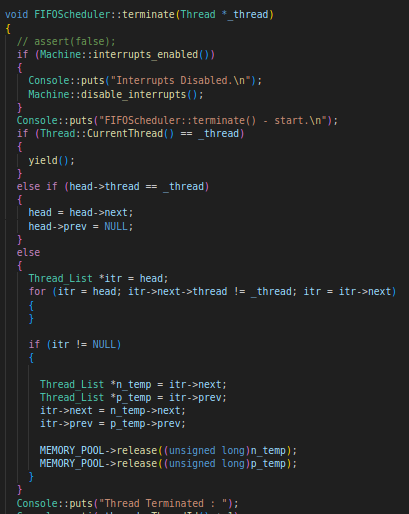 void FIFOScheduler::terminate(Thread *_thread)
{
// assert(false);
if (Machine::interrupts_enabled())
{
Console::puts("Interrupts Disabled.\n");
Machine::disable_interrupts();
}
Console::puts("FIFOScheduler::terminate() - start.\n");
if (Thread::CurrentThread() == _thread)
{
yield();
}
else if (head->thread == _thread)
{
head = head->next;
head->prev = NULL;
}
else
{
Thread_List *itr = head;
for (itr = head; itr->next->thread != _thread; itr = itr->next)
{
}
if (itr != NULL)
{
Thread_List *n_temp = itr->next;
Thread_List *p_temp = itr->prev;
itr->next = n_temp->next;
itr->prev = p_temp->prev;
MEMORY_POOL->release((unsigned long)n_temp);
MEMORY_POOL->release((unsigned long)p_temp);
}
}
Console::puts("Thread Terminated : ");